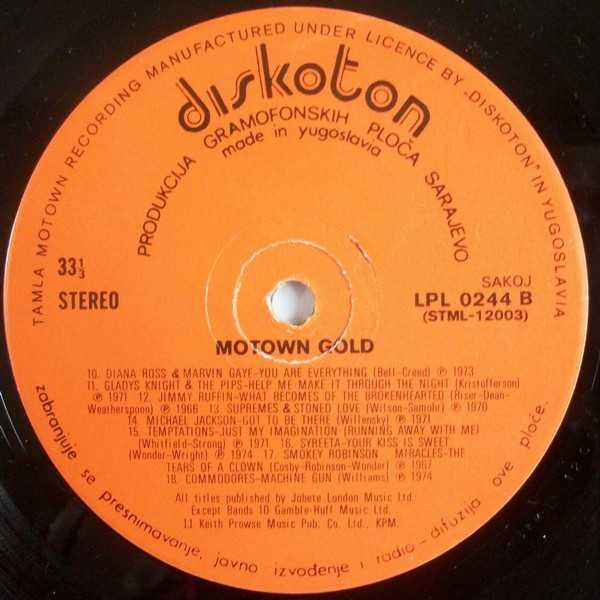 TAMLA MOTOWN RECORDING MANUFACTURED UNDER LICENCE BY "DISKOTON" IN YUGOSLAVIA
diskoton
PRODUKCIJA GRAMOFONSKIH PLOČA SARAJEVO
made in yugoslavia
33 1/3
STEREO
SAKOJ
LPL 0244 B
(STML-12003)
MOTOWN GOLD
10. DIANA ROSS & MARVIN GAYE-YOU ARE EVERYTHING (Bell-Creed) ℗ 1973
11. GLADYS KNIGHT & THE PIPS-HELP ME MAKE IT THROUGH THE NIGHT (Kristofferson)
℗ 1971 12. JIMMY RUFFIN-WHAT BECOMES OF THE BROKENHEARTED (Riser-Dean-
Weatherspoon) ℗ 1966 13. SUPREMES & STONED LOVE (Wilson-Samoht) ℗ 1970
14. MICHAEL JACKSON-GOT TO BE THERE (Willensky) ℗ 1971
15. TEMPTATIONS-JUST MY IMAGINATION (RUNNING AWAY WITH ME)
(Whitfield-Strong) ℗ 1971 16. SYREETA-YOUR KISS IS SWEET
(Wonder-Wright) ℗ 1974 17. SMOKEY ROBINSON MIRACLES-THE
TEARS OF A CLOWN (Cosby-Robinson-Wonder) ℗ 1967
18. COMMODORES-MACHINE GUN (Williams) ℗ 1974
All titles published by Jobete London Music Ltd.
Except Bands 10 Gamble-Huff Music Ltd.
11 Keith Prowse Music Pub. Co. Ltd., KPM.
zabranjuje se presnimavanje, javno izvođenje i radio-difuzija ove ploče.